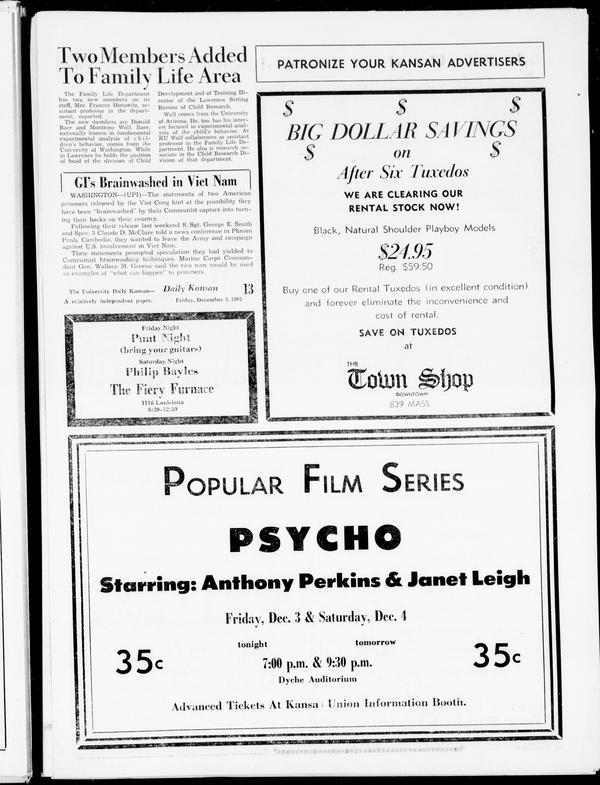 Two Members Added
To Family Life Area
The Family Life Department
has two new members on its
staff, Mrs. Frances Horowitz, as-
sistant professor in the depart-
ment, reported.
The new members are Donald
Baer and Montrose Wolf. Baer,
nationally known in fundamental
experimental analysis of chil-
dren's behavior, comes from the
University of Washington. While
in Lawrence he holds the position
of head of the division of Child
Development and of Training Di-
rector of the Lawrence Setting
Bureau of Child Research.
Wolf comes from the University
of Arizona. He, too, has his inter-
est focused in experimental anal-
ysis of the child's behavior. At
KU Wolf collaborates as assistant
professor in the Family Life De-
partment. He also is research as-
sociate in the Child Research Di-
vision of that department.
GI's Brainwashed in Viet Nam
WASHINGTON—(UPI)—The statements of two American
prisoners released by the Viet Cong hint at the possibility they
have been "brainwashed" by their Communist captors into turn-
ing their backs on their country.
Following their release last weekend S. Sgt. George E. Smith
and Spec. 5 Claude D. McClure told a news conference in Phnom
Penh, Cambodia, they wanted to leave the Army and campaign
against U.S. involvement in Viet Nam.
Their statements prompted speculation they had yielded to
Communist brainwashing techniques. Marine Corps Comman-
dant Gen. Wallace M. Greene said the two men would be used
as examples of "what can happen" to prisoners.
The University Daily Kansan— Daily Kansan 13
A relatively independent paper. Friday, December 3, 1965
Friday Night
Punt Night
(bring your guitars)
Saturday Night
Philip Bayles
The Fiery Furnace
1116 Louisiana
8:30-12:30
PATRONIZE YOUR KANSAN ADVERTISERS
$ $ $
BIG DOLLAR SAVINGS
$ on $
After Six Tuxedos
WE ARE CLEARING OUR
RENTAL STOCK NOW!
Black, Natural Shoulder Playboy Models
$24.95
Reg. $59.50
Buy one of our Rental Tuxedos (in excellent condition)
and forever eliminate the inconvenience and
cost of rental.
SAVE ON TUXEDOS
at
THE
Town Shop
DOWNTOWN
839 MASS.
POPULAR FILM SERIES
PSYCHO
Starring: Anthony Perkins & Janet Leigh
Friday, Dec. 3 & Saturday, Dec. 4
tonight tomorrow
35c 7:00 p.m. & 9:30 p.m. 35c
Dyche Auditorium
Advanced Tickets At Kansas Union Information Booth.